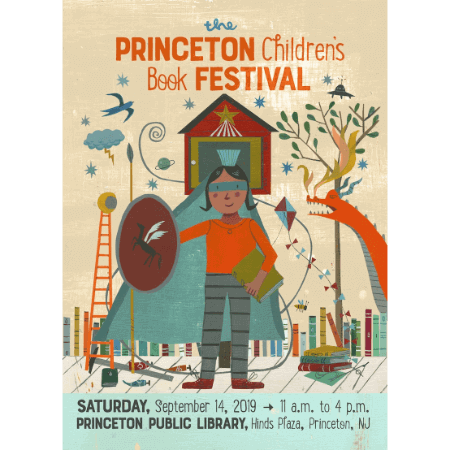 the
PRINCETON Children's
Book FESTIVAL
SATURDAY, September 14, 2019 → 11 a.m. to 4 p.m.
PRINCETON PUBLIC LIBRARY, Hinds Plaza, Princeton, NJ